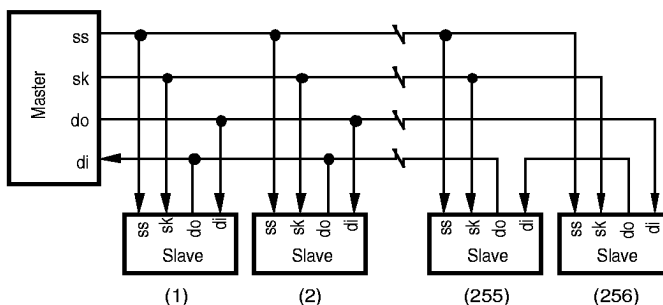 Master
ss
sk
do
di
ss sk do di
Slave
(1)
ss sk do di
Slave
(2)
ss sk do di
Slave
(255)
ss sk do di
Slave
(256)